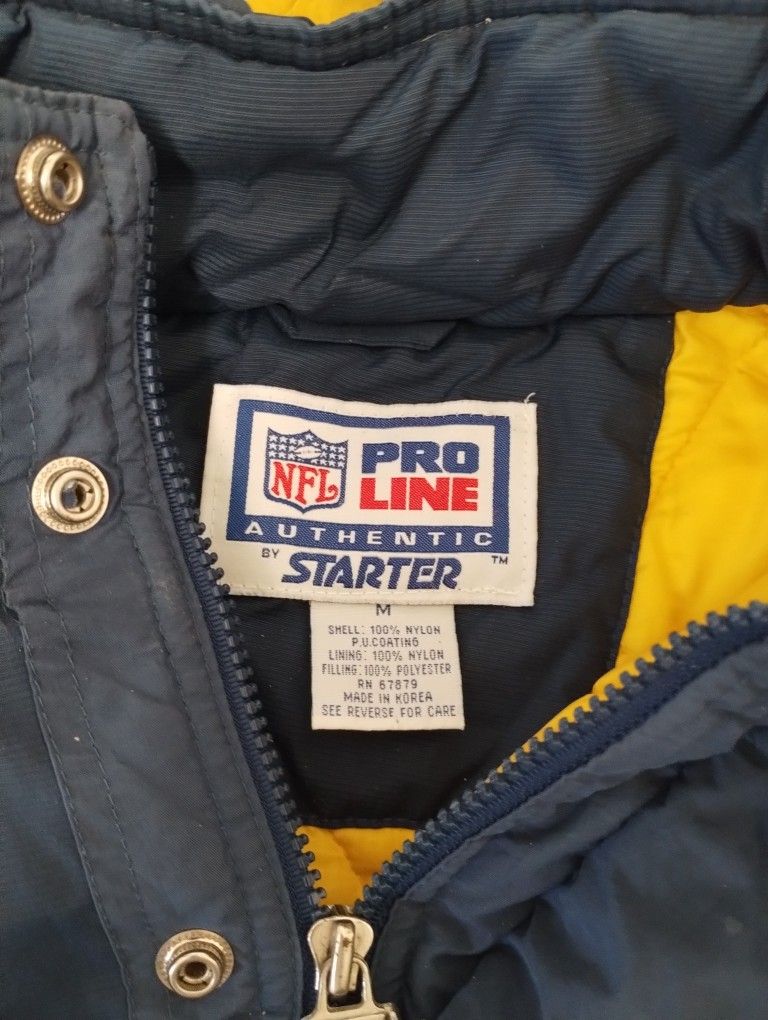 NFL
PRO
LINE
AUTHENTIC
BY STARTER TM
M
SHELL: 100% NYLON
P.U.COATING
LINING: 100% NYLON
FILLING: 100% POLYESTER
RN 67879
MADE IN KOREA
SEE REVERSE FOR CARE